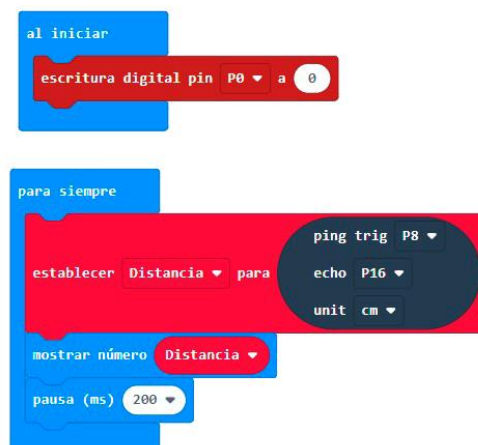 al iniciar
escritura digital pin P0 a 0
para siempre
ping trig P8
establecer Distancia para echo P16
unit cm
mostrar número Distancia
pausa (ms) 200